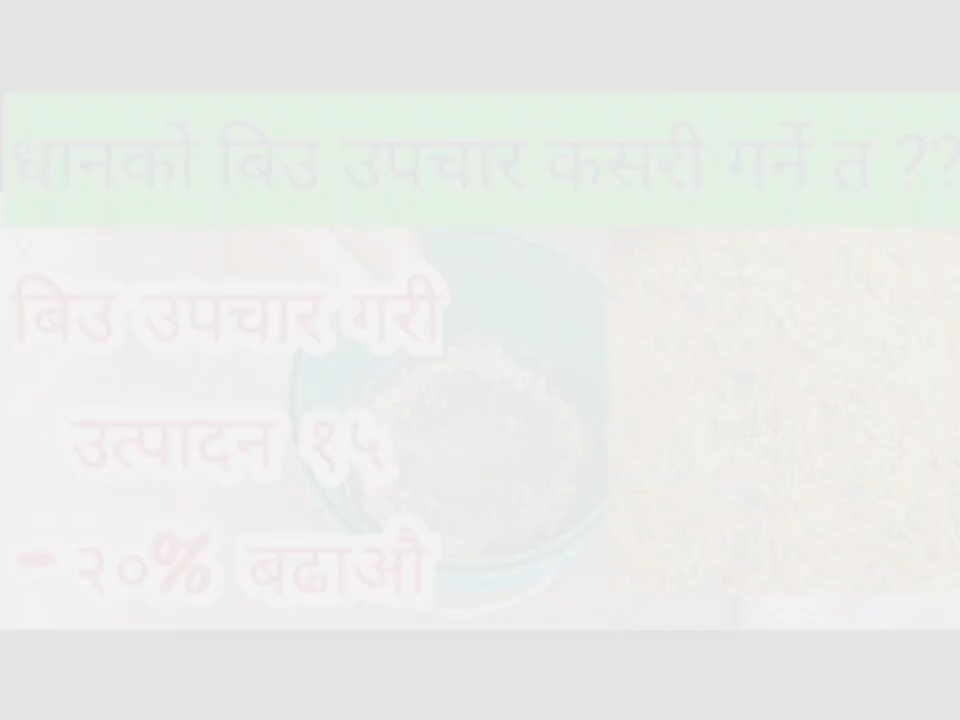 धानको बिउ उपचार कसरी गर्ने त ??
बिउ उपचार गरी
उत्पादन १५
- २०% बढाऔ